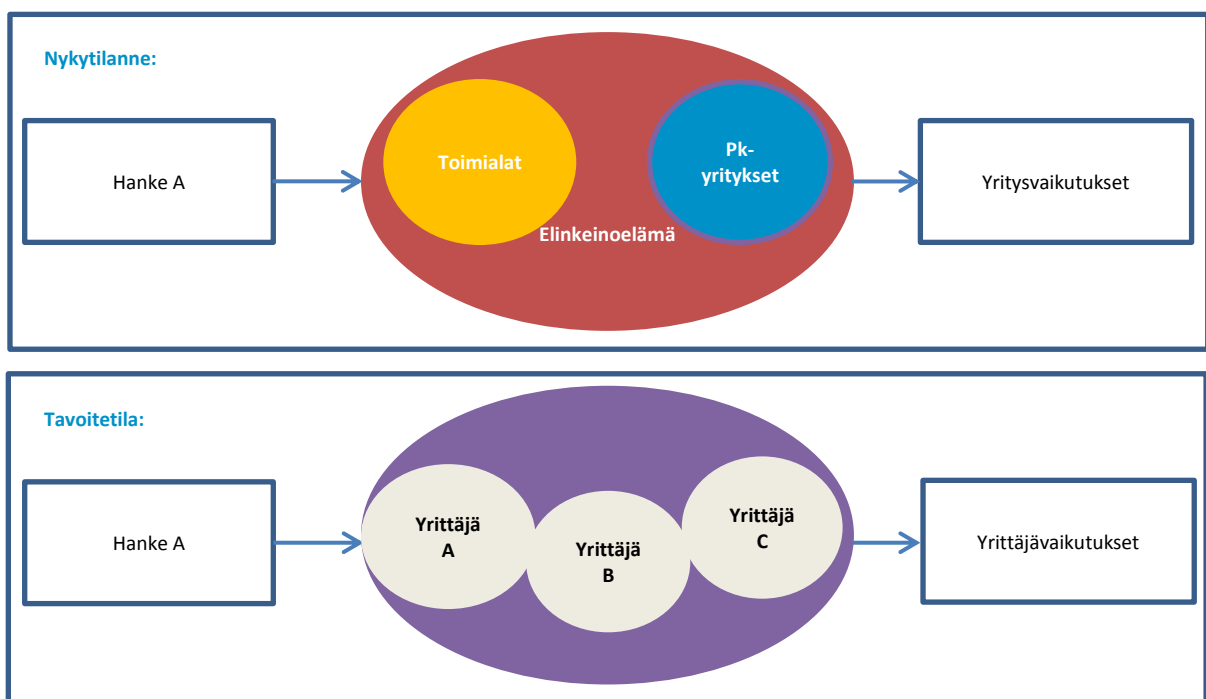 Nykytilanne:
Hanke A
Toimialat
Pk-
yritykset
Elinkeinoelämä
Yritysvaikutukset
Tavoitetila:
Hanke A
Yrittäjä
A
Yrittäjä
B
Yrittäjä
C
Yrittäjävaikutukset